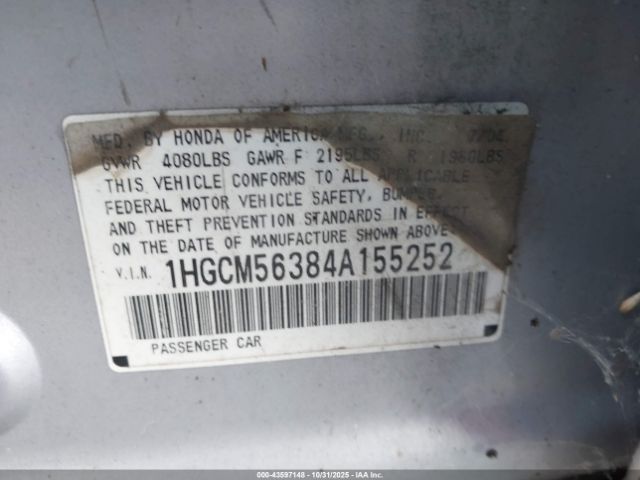 MFD. BY HONDA OF AMERICA MFG., INC. 7/04
GVWR 4080LBS GAWR F 2195LBS R 1960LBS
THIS VEHICLE CONFORMS TO ALL APPLICABLE
FEDERAL MOTOR VEHICLE SAFETY, BUMPER,
AND THEFT PREVENTION STANDARDS IN EFFECT
ON THE DATE OF MANUFACTURE SHOWN ABOVE.
V.I.N. 1HGCM56384A155252
PASSENGER CAR
000-43597148 - 10/31/2025 - IAAI.COM